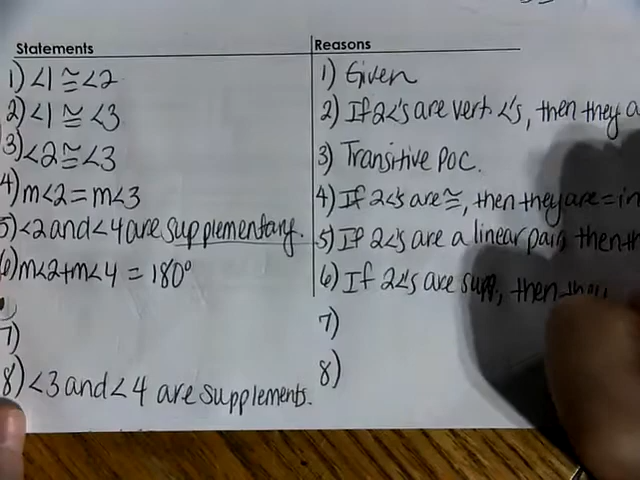 Statements
Reasons
1) <1 ≅ <2
1) Given
2) <1 ≅ <3
2) If 2<'s are vert. <'s, then they a
3) <2 ≅ <3
3) Transitive POC.
4) m<2 = m<3
4) If 2<'s are ≅, then they are = in
5) <2 and <4 are supplementary.
5) If 2<'s are a linear pair, then th
6) m<2+m<4 = 180°
6) If 2<'s are supp, then
7)
7)
8) <3 and <4 are supplements.
8)